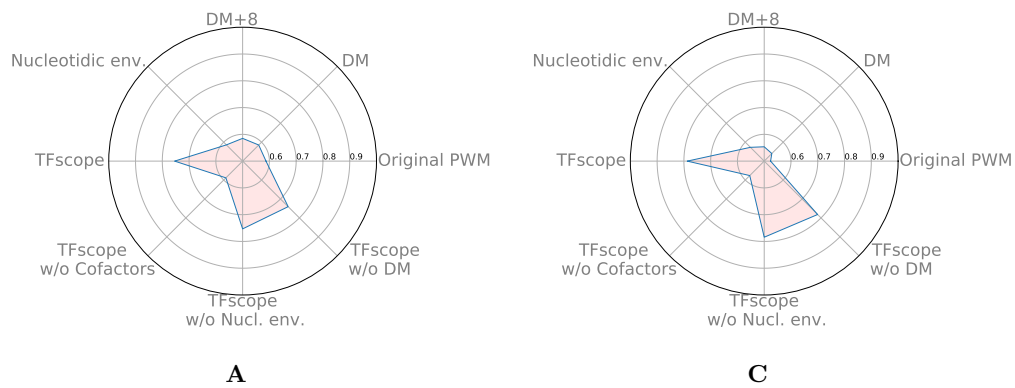 DM+8
Nucleotidic env.
DM
TFscope
0.6
0.7
0.8
0.9
Original PWM
TFscope
w/o Cofactors
TFscope
w/o DM
TFscope
w/o Nucl. env.
A
DM+8
Nucleotidic env.
DM
TFscope
0.6
0.7
0.8
0.9
Original PWM
TFscope
w/o Cofactors
TFscope
w/o DM
TFscope
w/o Nucl. env.
C